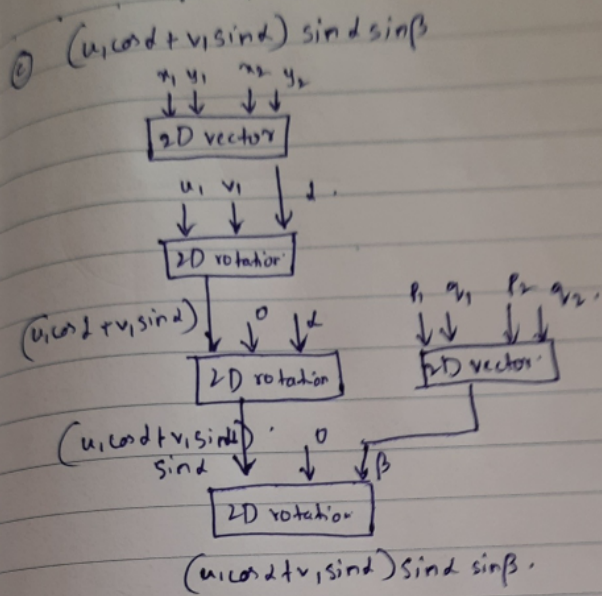 (c) (u₁cosα + v₁sinα) sinα sinβ
x₁ y₁ x₂ y₂
2D vector
u₁ v₁ α.
2D rotation
(u₁cosα + v₁sinα) 0 α
p₁ q₁ p₂ q₂
2D rotation
2D vector
(u₁cosα + v₁sinα) 0
sinα β
2D rotation
(u₁cosα + v₁sinα) sinα sinβ.